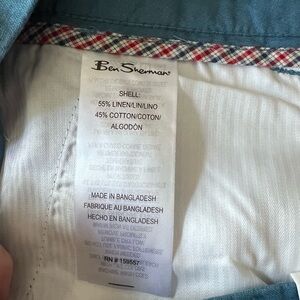 Ben Sherman
SHELL:
55% LINEN/LIN/LINO
45% COTTON/COTON/
ALGODÓN
MADE IN BANGLADESH
FABRIQUE AU BANGLADESH
HECHO EN BANGLADESH
RN # 159557